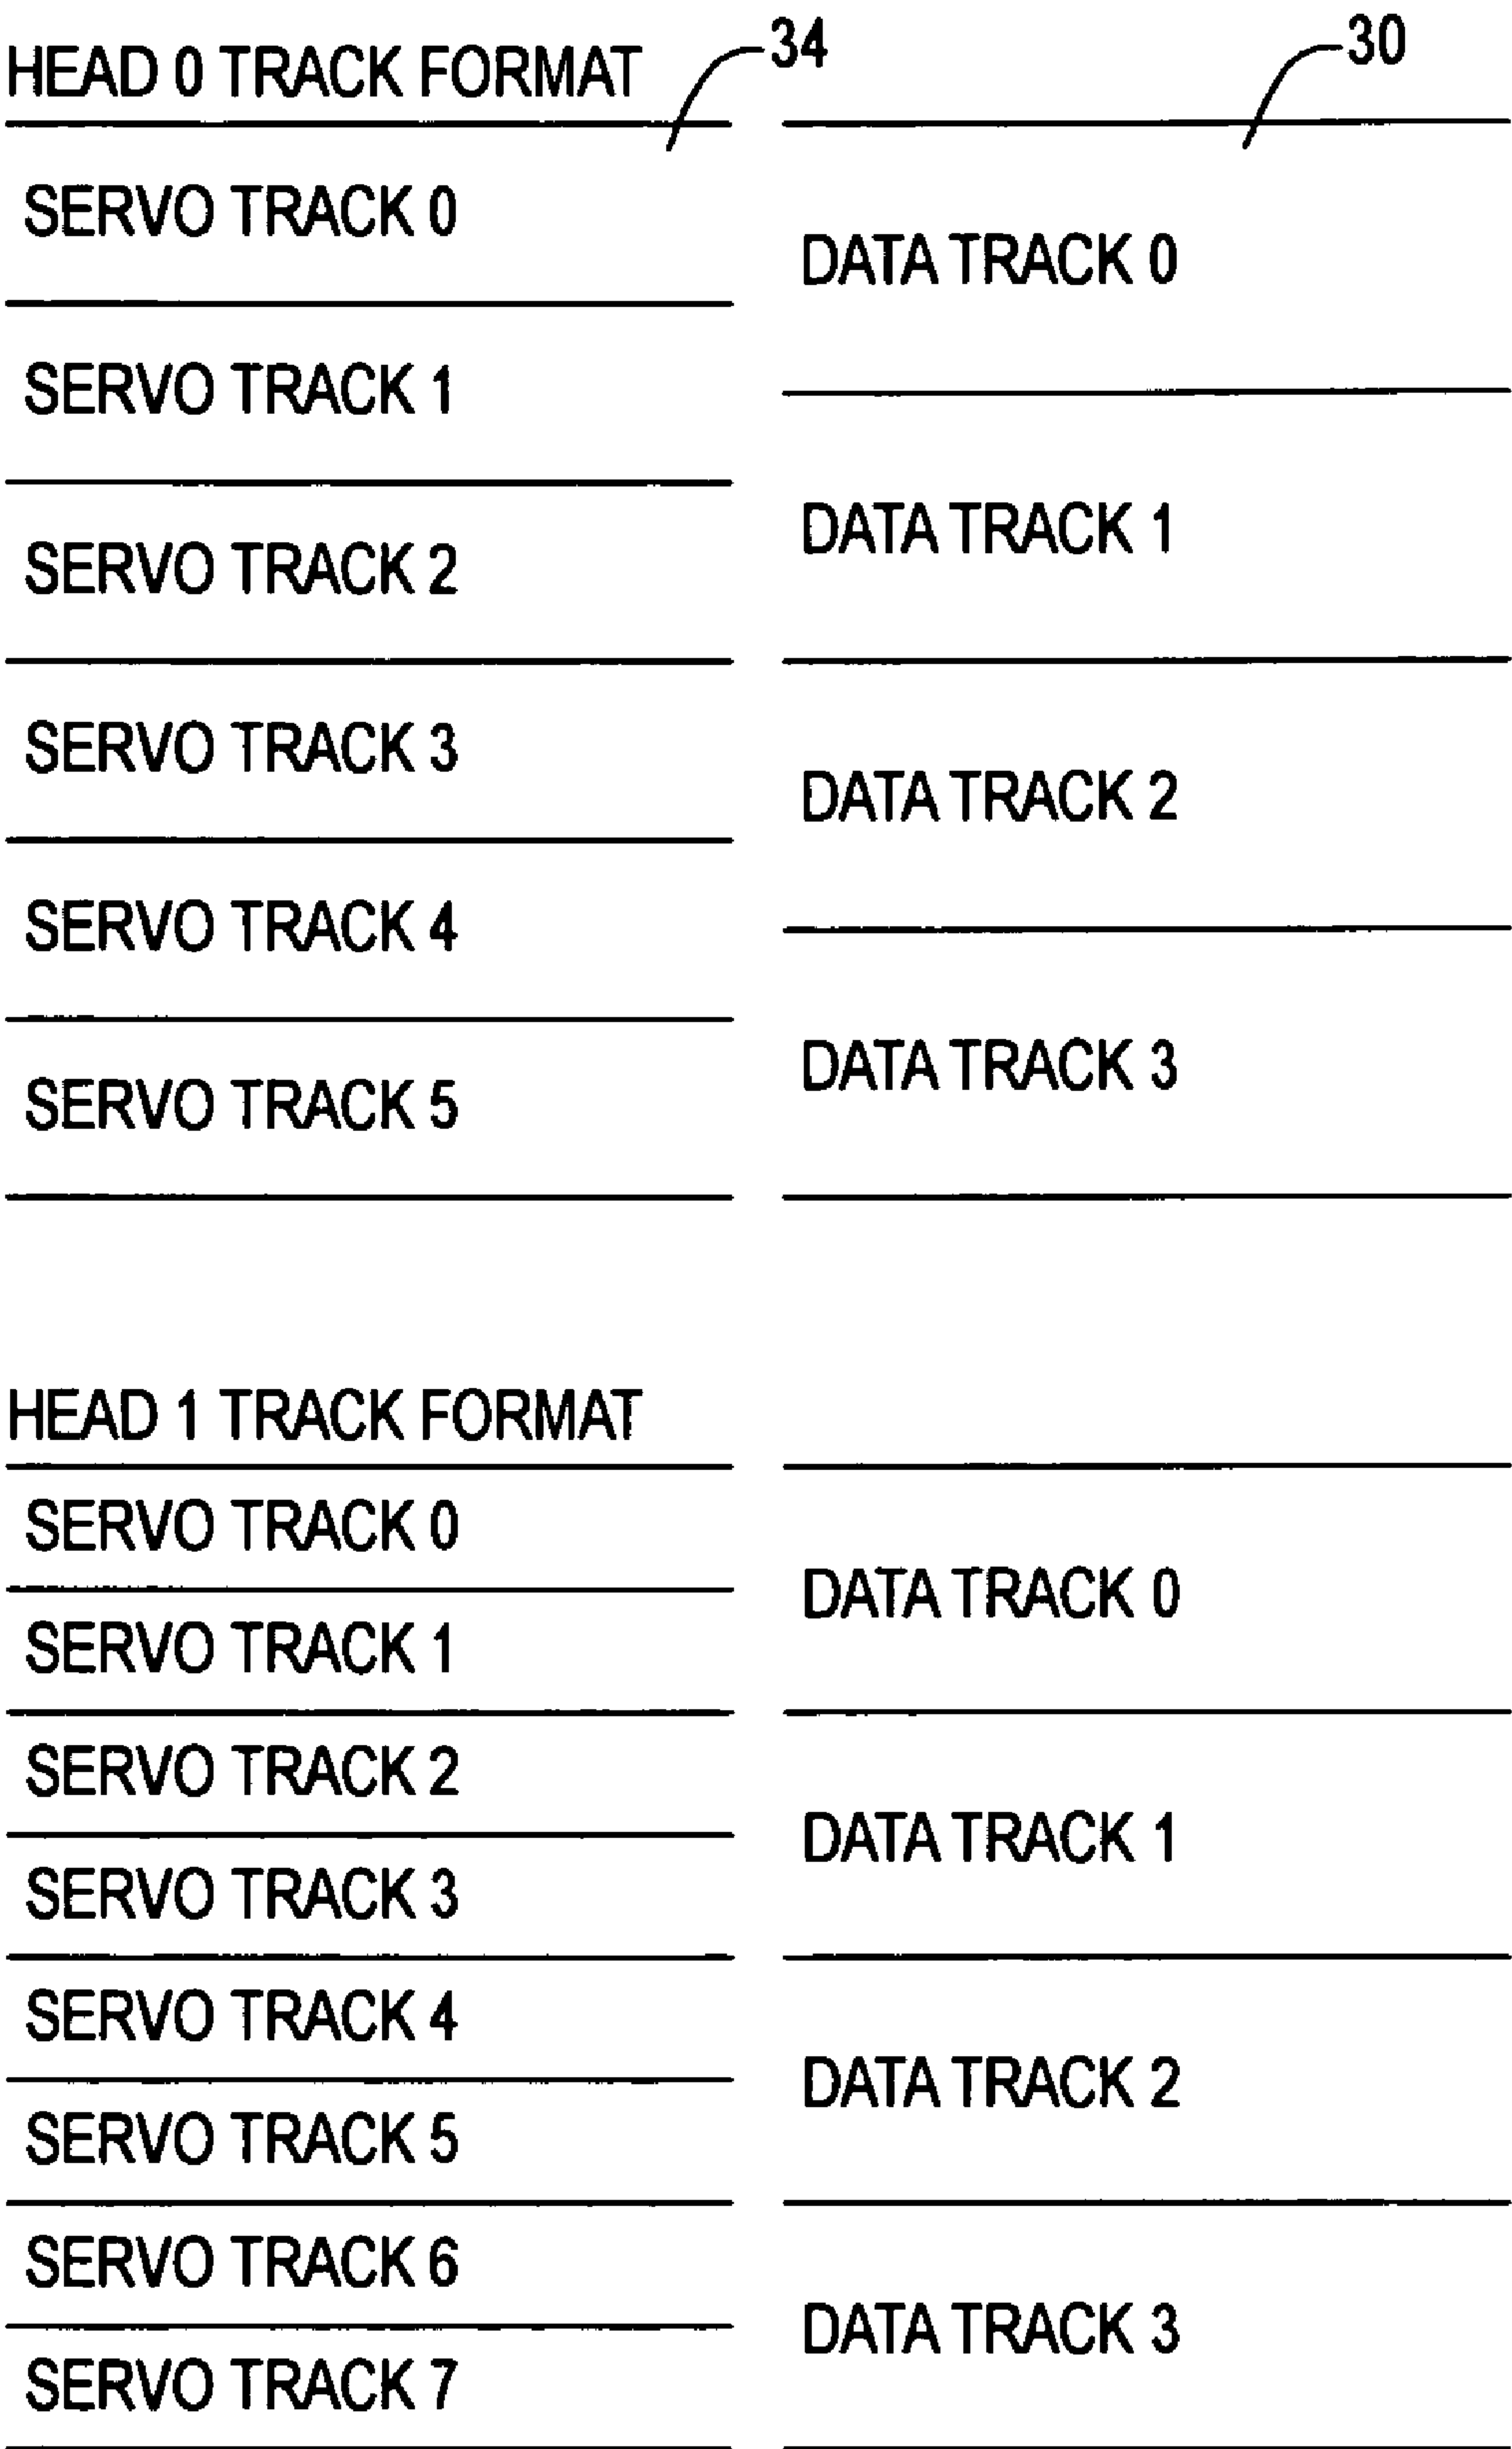 HEAD 0 TRACK FORMAT
34
30
SERVO TRACK 0
SERVO TRACK 1
SERVO TRACK 2
SERVO TRACK 3
SERVO TRACK 4
SERVO TRACK 5
DATA TRACK 0
DATA TRACK 1
DATA TRACK 2
DATA TRACK 3
HEAD 1 TRACK FORMAT
SERVO TRACK 0
SERVO TRACK 1
SERVO TRACK 2
SERVO TRACK 3
SERVO TRACK 4
SERVO TRACK 5
SERVO TRACK 6
SERVO TRACK 7
DATA TRACK 0
DATA TRACK 1
DATA TRACK 2
DATA TRACK 3